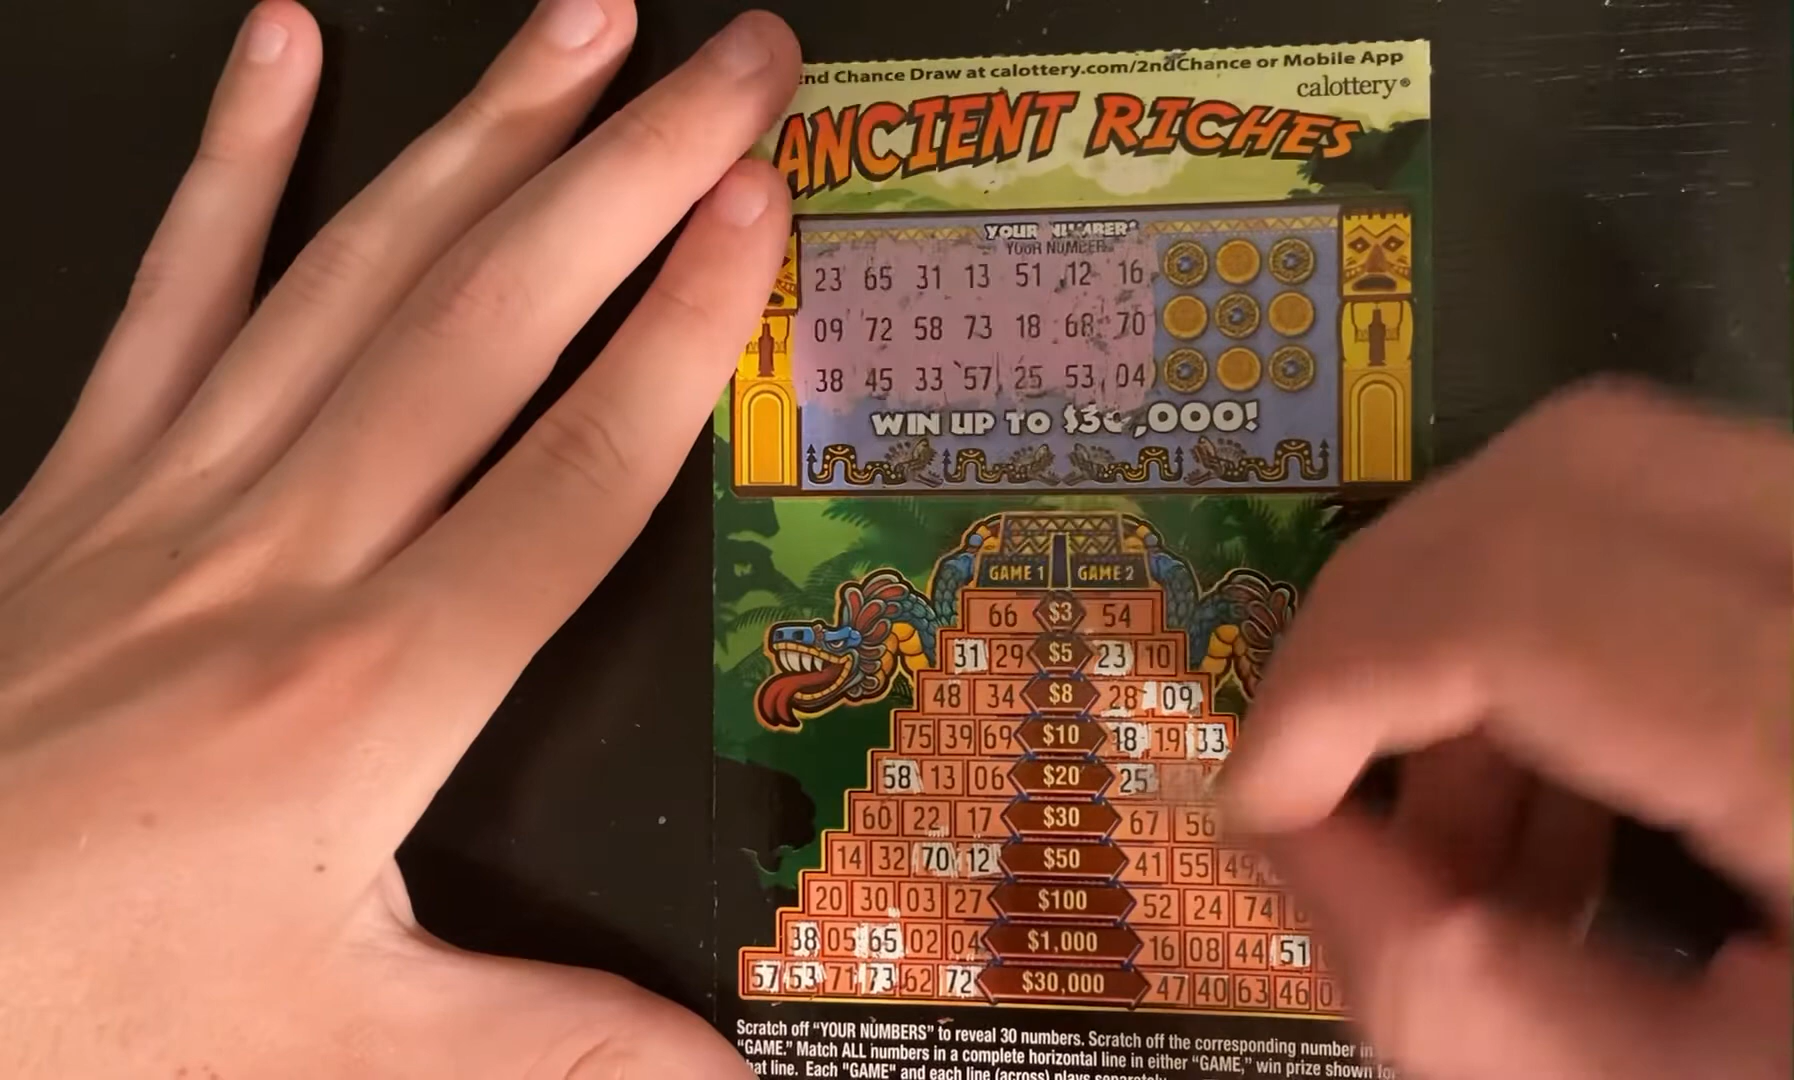 2nd Chance Draw at calottery.com/2ndChance or Mobile App
calottery®
ANCIENT RICHES
YOUR NUMBERS
YOUR NUMBERS
23 65 31 13 51 12 16
09 72 58 73 18 68 70
38 45 33 57 25 53 04
WIN UP TO $30,000!
GAME 1 GAME 2
66 $3 54
31 29 $5 23 10
48 34 $8 28 09
75 39 69 $10 18 19 33
58 13 06 $20 25
60 22 17 $30 67 56
14 32 70 12 $50 41 55 49
20 30 03 27 $100 52 24 74
38 05 65 02 04 $1,000 16 08 44 51
57 53 71 73 62 72 $30,000 47 40 63 46
Scratch off "YOUR NUMBERS" to reveal 30 numbers. Scratch off the corresponding number in
"GAME." Match ALL numbers in a complete horizontal line in either "GAME," win prize shown for
that line. Each "GAME" and each line (across) plays separately.